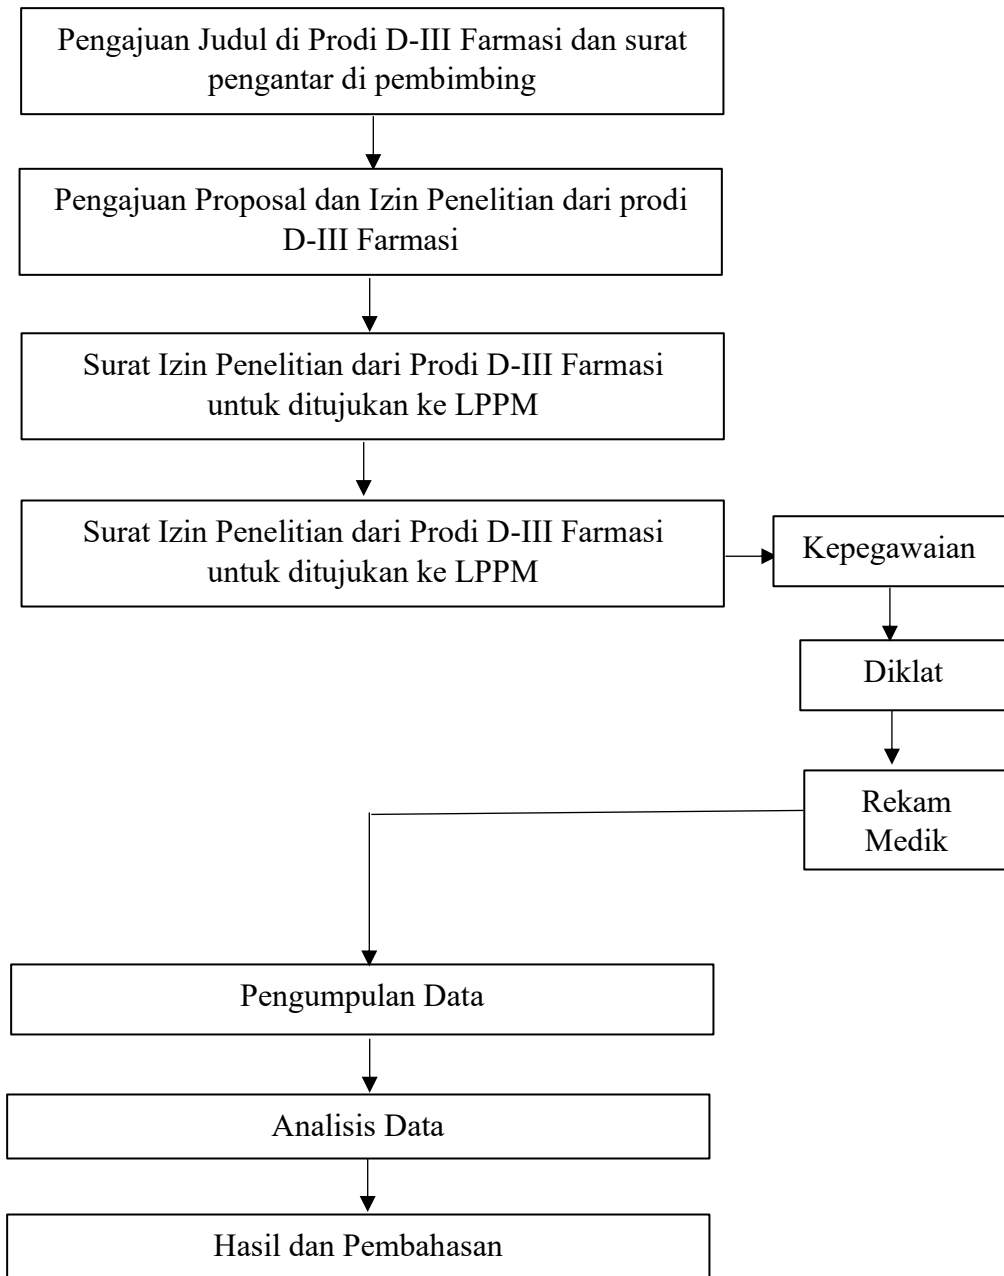 Pengajuan Judul di Prodi D-III Farmasi dan surat
pengantar di pembimbing
Pengajuan Proposal dan Izin Penelitian dari prodi
D-III Farmasi
Surat Izin Penelitian dari Prodi D-III Farmasi
untuk ditujukan ke LPPM
Surat Izin Penelitian dari Prodi D-III Farmasi
untuk ditujukan ke LPPM
Kepegawaian
Diklat
Rekam
Medik
Pengumpulan Data
Analisis Data
Hasil dan Pembahasan